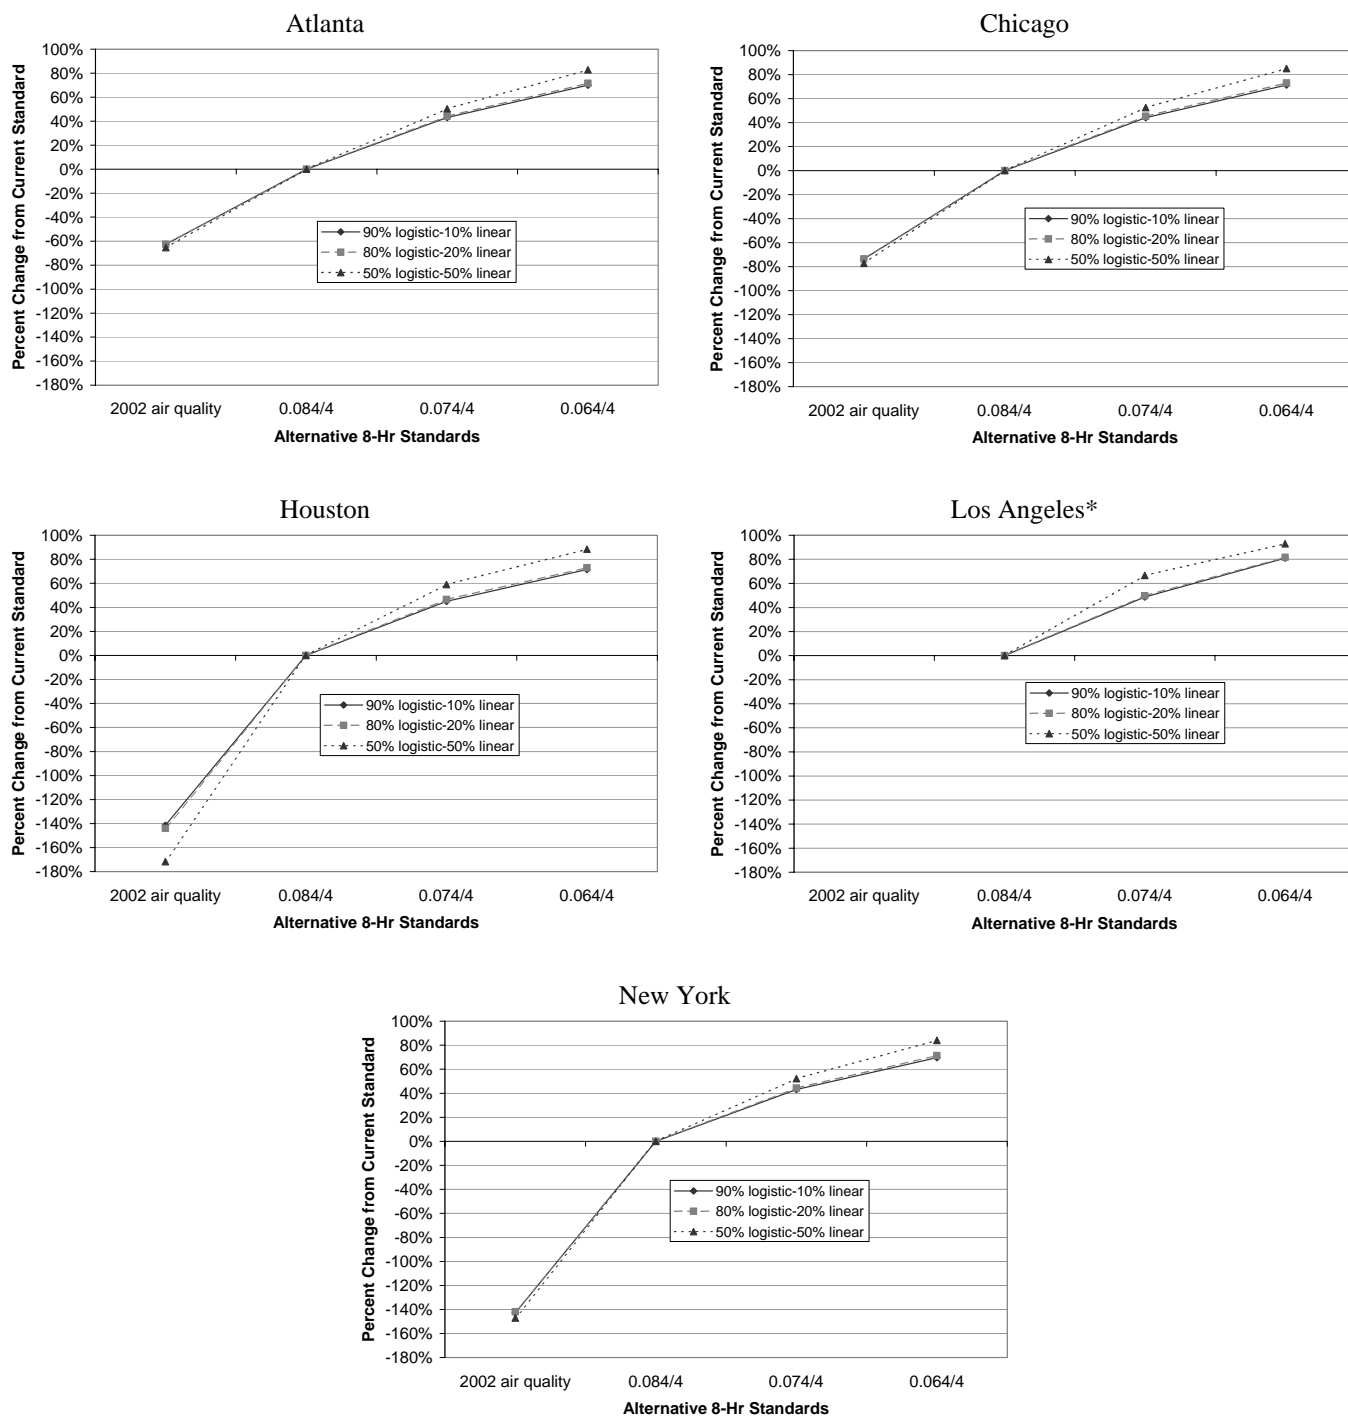 Atlanta
Percent Change from Current Standard
100%
80%
60%
40%
20%
0%
-20%
-40%
-60%
-80%
-100%
-120%
-140%
-160%
-180%
90% logistic-10% linear
80% logistic-20% linear
50% logistic-50% linear
2002 air quality 0.084/4 0.074/4 0.064/4
Alternative 8-Hr Standards
Chicago
Percent Change from Current Standard
100%
80%
60%
40%
20%
0%
-20%
-40%
-60%
-80%
-100%
-120%
-140%
-160%
-180%
90% logistic-10% linear
80% logistic-20% linear
50% logistic-50% linear
2002 air quality 0.084/4 0.074/4 0.064/4
Alternative 8-Hr Standards
Houston
Percent Change from Current Standard
100%
80%
60%
40%
20%
0%
-20%
-40%
-60%
-80%
-100%
-120%
-140%
-160%
-180%
90% logistic-10% linear
80% logistic-20% linear
50% logistic-50% linear
2002 air quality 0.084/4 0.074/4 0.064/4
Alternative 8-Hr Standards
Los Angeles*
Percent Change from Current Standard
100%
80%
60%
40%
20%
0%
-20%
-40%
-60%
-80%
-100%
-120%
-140%
-160%
-180%
90% logistic-10% linear
80% logistic-20% linear
50% logistic-50% linear
2002 air quality 0.084/4 0.074/4 0.064/4
Alternative 8-Hr Standards
New York
Percent Change from Current Standard
100%
80%
60%
40%
20%
0%
-20%
-40%
-60%
-80%
-100%
-120%
-140%
-160%
-180%
90% logistic-10% linear
80% logistic-20% linear
50% logistic-50% linear
2002 air quality 0.084/4 0.074/4 0.064/4
Alternative 8-Hr Standards